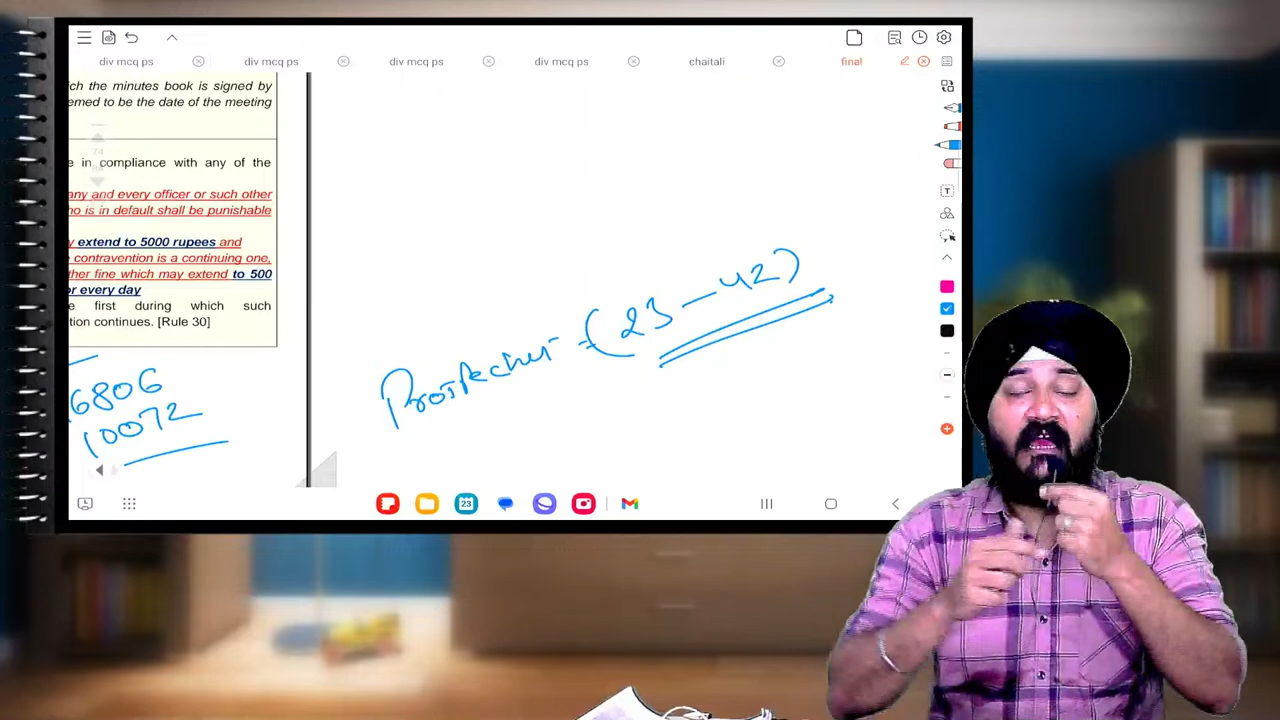 div mcq ps
div mcq ps
div mcq ps
div mcq ps
chaitali
final
ch the minutes book is signed by
emed to be the date of the meeting
e in compliance with any of the
any and every officer or such other
ho is in default shall be punishable
y extend to 5000 rupees and
e contravention is a continuing one,
ther fine which may extend to 500
or every day
e first during which such
tion continues. [Rule 30]
6806
10072
Prospectus - (23 - 42)
23
T